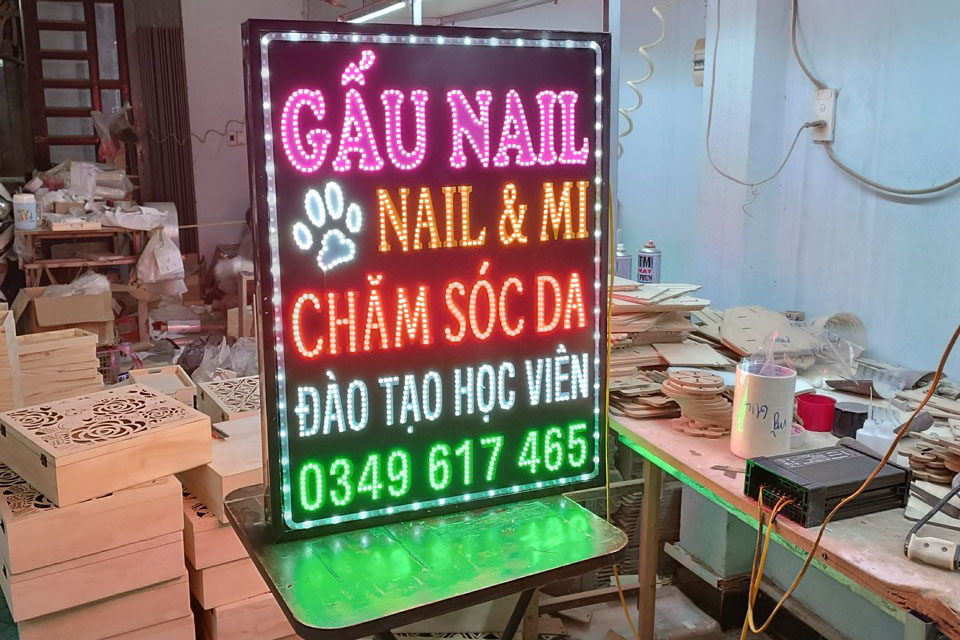 GẤU NAIL
NAIL & MI
CHĂM SÓC DA
ĐÀO TẠO HỌC VIÊN
0349 617 465